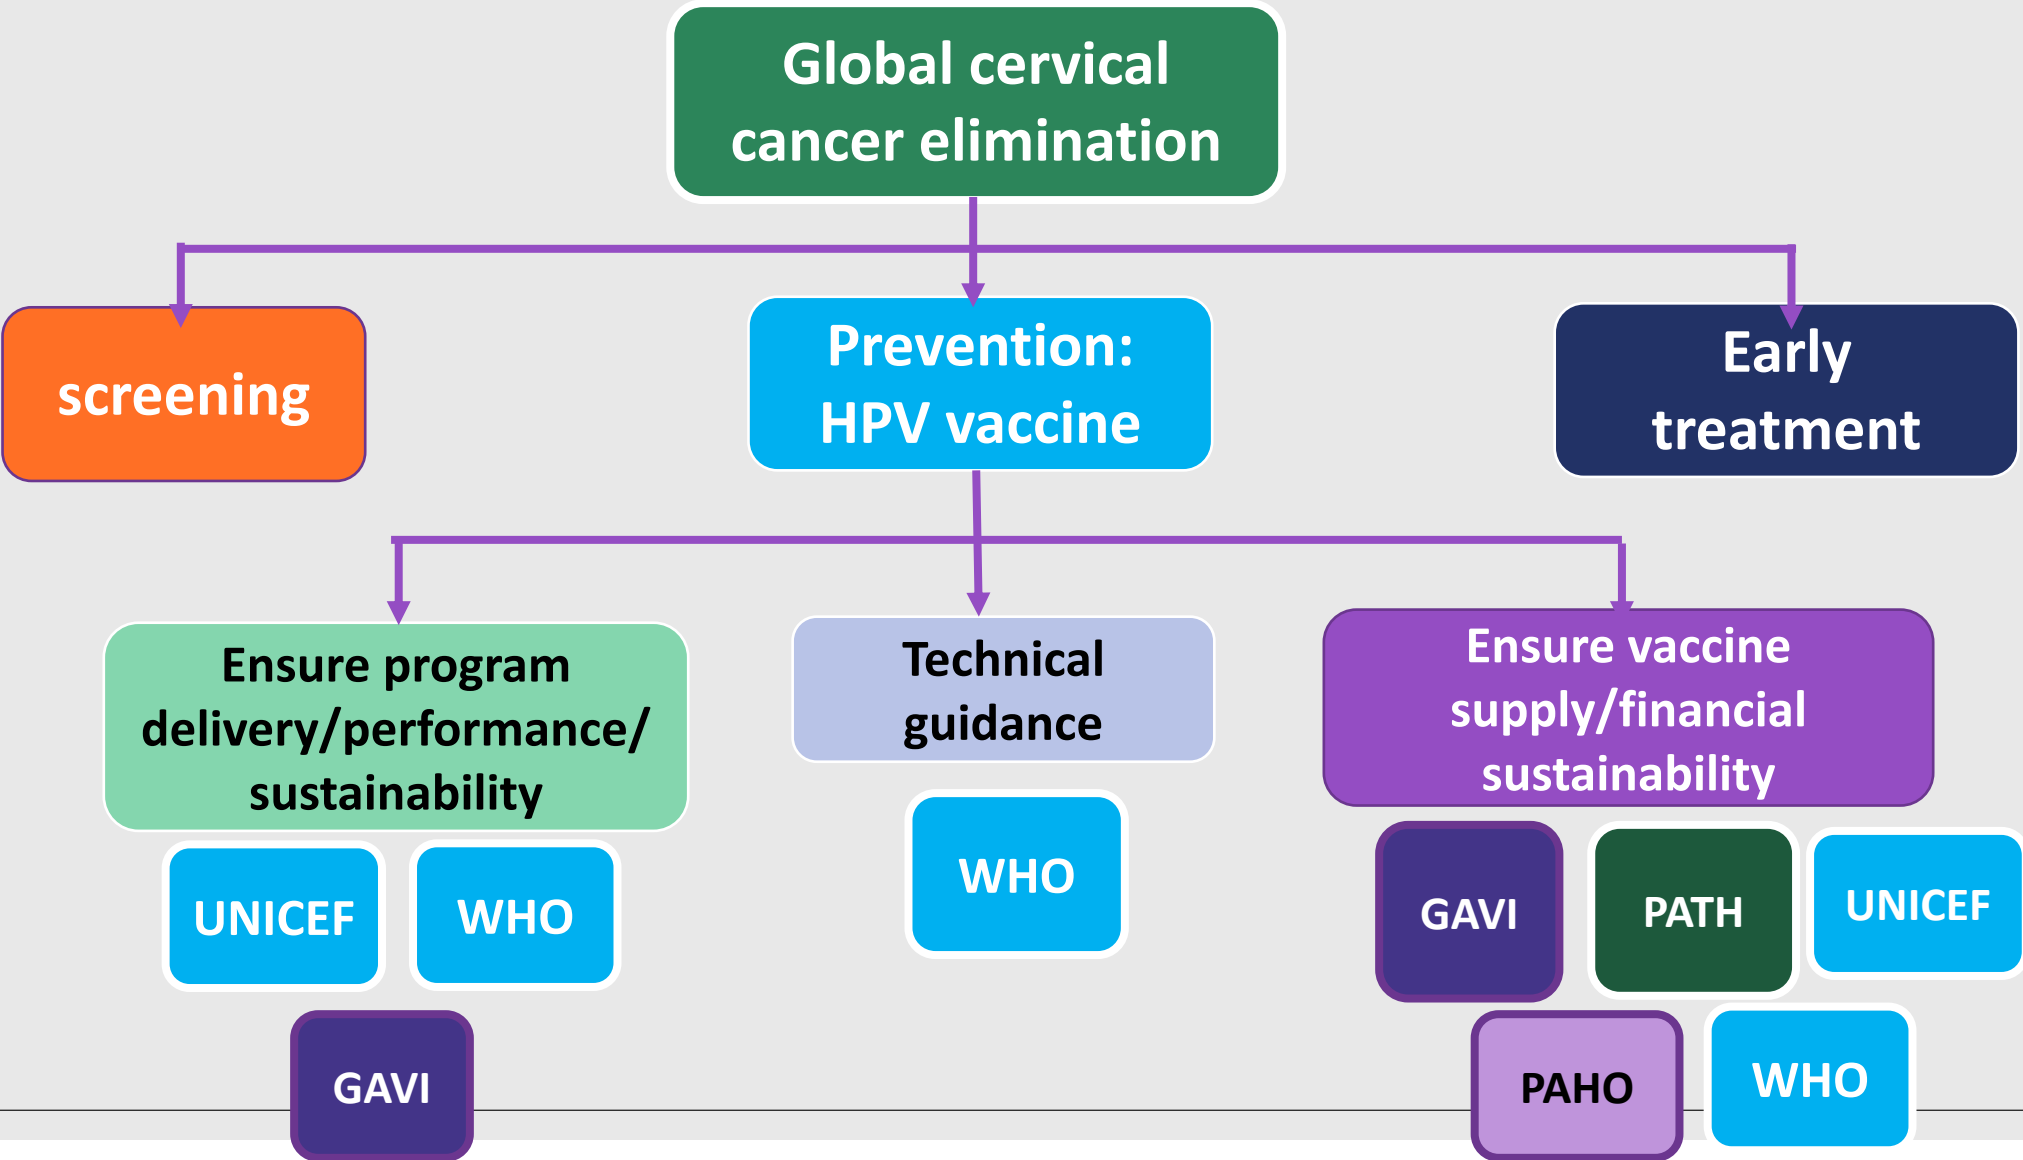 Global cervical
cancer elimination
screening
Prevention:
HPV vaccine
Early
treatment
Ensure program
delivery/performance/
sustainability
Technical
guidance
Ensure vaccine
supply/financial
sustainability
UNICEF
WHO
GAVI
WHO
GAVI
PATH
UNICEF
PAHO
WHO